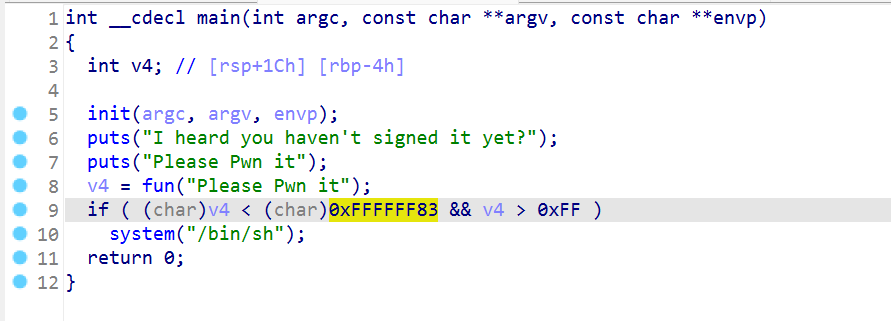 1 int __cdecl main(int argc, const char **argv, const char **envp)
2 {
3 int v4; // [rsp+1Ch] [rbp-4h]
4
5 init(argc, argv, envp);
6 puts("I heard you haven't signed it yet?");
7 puts("Please Pwn it");
8 v4 = fun("Please Pwn it");
9 if ( (char)v4 < (char)0xFFFFFF83 && v4 > 0xFF )
10 system("/bin/sh");
11 return 0;
12 }